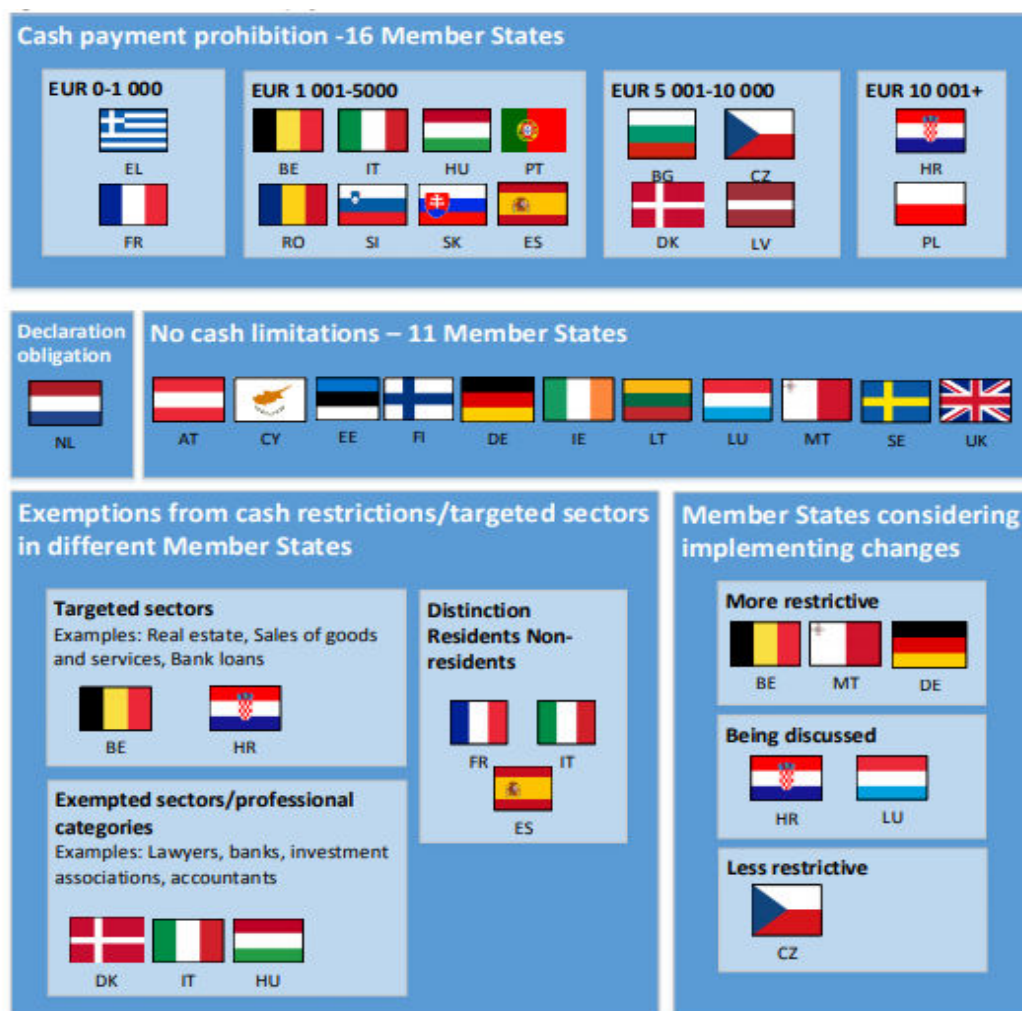 Cash payment prohibition -16 Member States
EUR 0-1 000
EL
FR
EUR 1 001-5000
BE IT HU PT
RO SI SK ES
EUR 5 001-10 000
BG CZ
DK LV
EUR 10 001+
HR
PL
Declaration
obligation
NL
No cash limitations – 11 Member States
AT CY EE FI DE IE LT LU MT SE UK
Exemptions from cash restrictions/targeted sectors
in different Member States
Targeted sectors
Examples: Real estate, Sales of goods
and services, Bank loans
BE HR
Exempted sectors/professional
categories
Examples: Lawyers, banks, investment
associations, accountants
DK IT HU
Distinction
Residents Non-
residents
FR IT
ES
Member States considering
implementing changes
More restrictive
BE MT DE
Being discussed
HR LU
Less restrictive
CZ